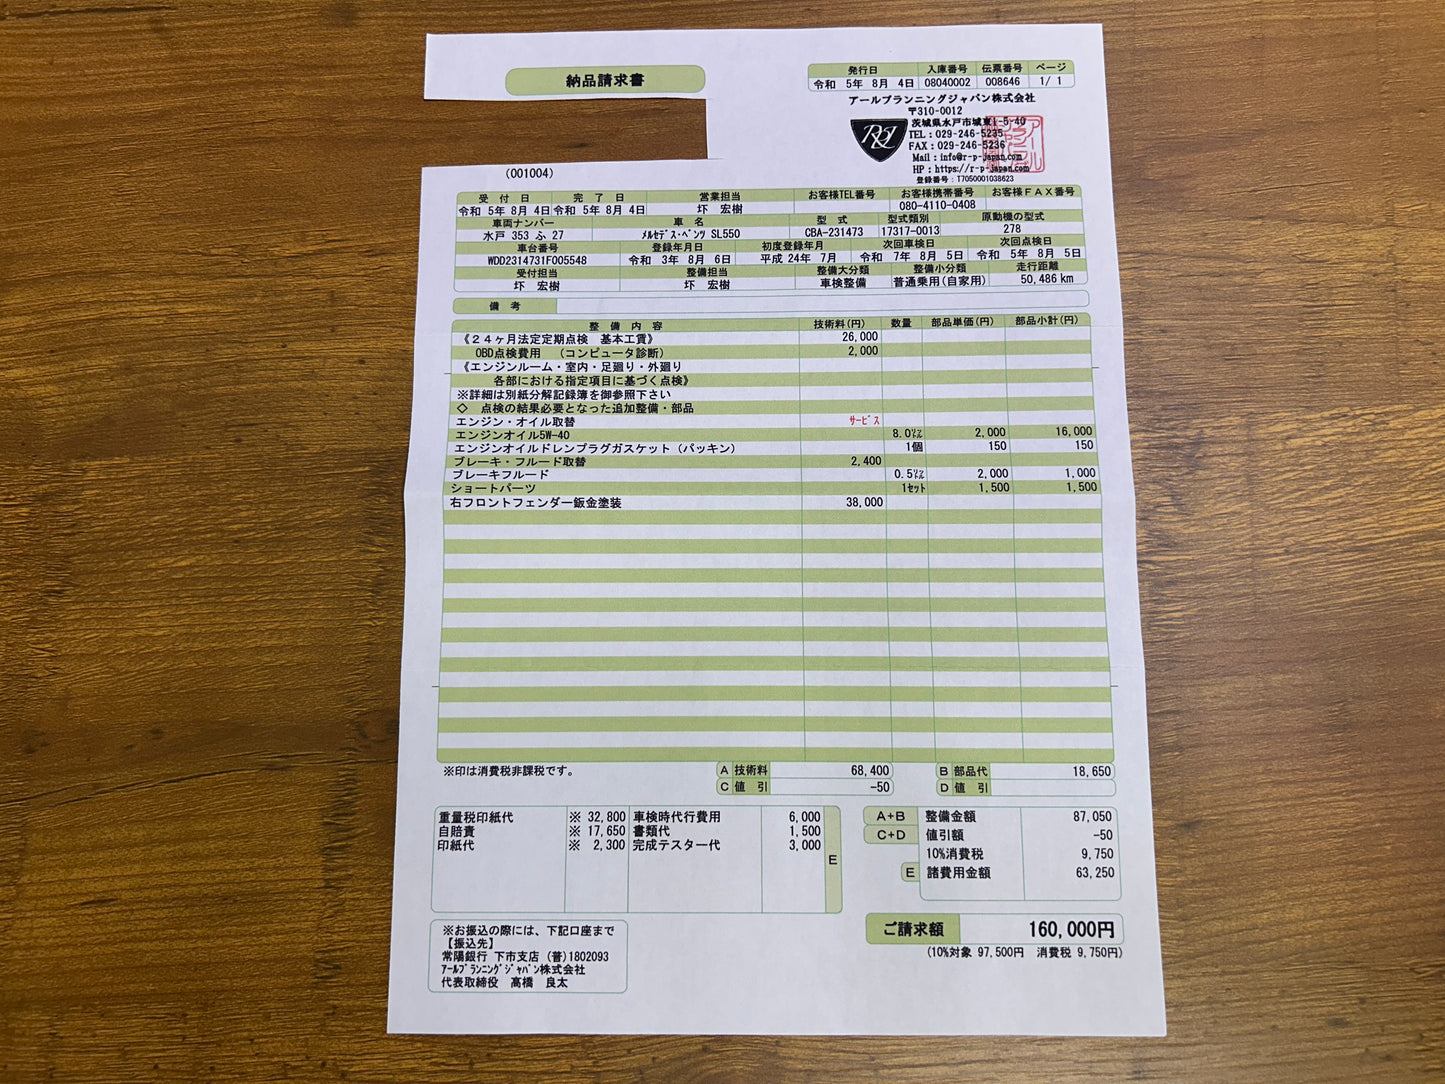 納品請求書
発行日 入庫番号 伝票番号 ページ
令和 5年 8月 4日 08040002 008646 1/ 1
アールプランニングジャパン株式会社
〒310-0012
茨城県水戸市城東1-5-40
TEL : 029-246-5235
FAX : 029-246-5236
Mail : info@r-p-japan.com
HP : https://r-p-japan.com
登録番号 : T7050001038623
(001004)
受付日 完了日 営業担当 お客様TEL番号 お客様携帯番号 お客様FAX番号
令和 5年 8月 4日 令和 5年 8月 4日 圷 宏樹 080-4110-0408
車両ナンバー 車名 型式 型式類別 原動機の型式
水戸 353 ふ 27 メルセデス・ベンツ SL550 CBA-231473 17317-0013 278
車台番号 登録年月日 初度登録年月 次回車検日 次回点検日
WDD2314731F005548 令和 3年 8月 6日 平成 24年 7月 令和 7年 8月 5日 令和 5年 8月 5日
受付担当 整備担当 整備大分類 整備小分類 走行距離
圷 宏樹 圷 宏樹 車検整備 普通乗用(自家用) 50,486 km
備考
整備内容 技術料(円) 数量 部品単価(円) 部品小計(円)
《24ヶ月法定定期点検 基本工賃》 26,000
OBD点検費用 (コンピュータ診断) 2,000
《エンジンルーム・室内・足廻り・外廻り
各部における指定項目に基づく点検》
※詳細は別紙分解記録簿を御参照下さい
◇ 点検の結果必要となった追加整備・部品
エンジン・オイル取替 サービス
エンジンオイル5W-40 8.0リットル 2,000 16,000
エンジンオイルドレンプラグガスケット(パッキン) 1個 150 150
ブレーキ・フルード取替 2,400
ブレーキフルード 0.5リットル 2,000 1,000
ショートパーツ 1セット 1,500 1,500
右フロントフェンダー鈑金塗装 38,000
※印は消費税非課税です。
A 技術料 68,400 B 部品代 18,650
C 値引 -50 D 値引
重量税印紙代 ※ 32,800 車検時代行費用 6,000
自賠責 ※ 17,650 書類代 1,500
印紙代 ※ 2,300 完成テスター代 3,000
E
A+B 整備金額 87,050
C+D 値引額 -50
10%消費税 9,750
E 諸費用金額 63,250
ご請求額 160,000円
(10%対象 97,500円 消費税 9,750円)
※お振込の際には、下記口座まで
【振込先】
常陽銀行 下市支店 (普)1802093
アールプランニングジャパン株式会社
代表取締役 髙橋 良太